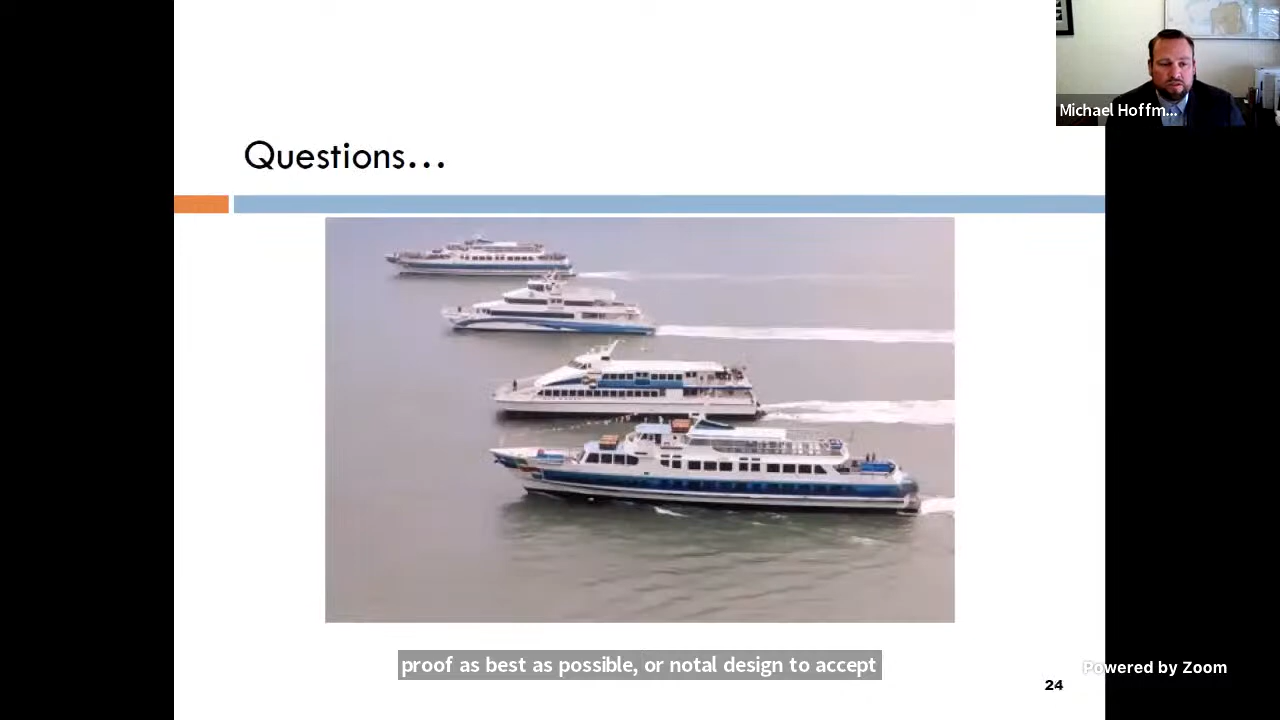 Michael Hoffm...
Questions...
proof as best as possible, or notal design to accept
Powered by Zoom
24